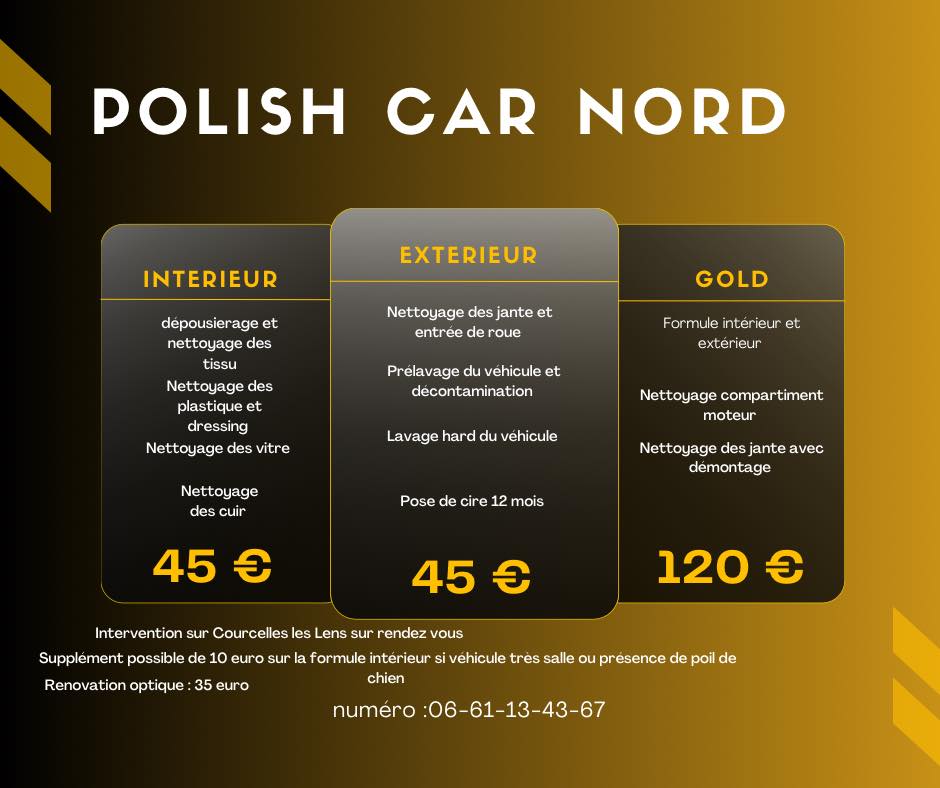 POLISH CAR NORD
INTERIEUR
dépousierage et
nettoyage des
tissu
Nettoyage des
plastique et
dressing
Nettoyage des vitre
Nettoyage
des cuir
45 €
EXTERIEUR
Nettoyage des jante et
entrée de roue
Prélavage du véhicule et
décontamination
Lavage hard du véhicule
Pose de cire 12 mois
45 €
GOLD
Formule intérieur et
extérieur
Nettoyage compartiment
moteur
Nettoyage des jante avec
démontage
120 €
Intervention sur Courcelles les Lens sur rendez vous
Supplément possible de 10 euro sur la formule intérieur si véhicule très salle ou présence de poil de
chien
Renovation optique : 35 euro
numéro :06-61-13-43-67